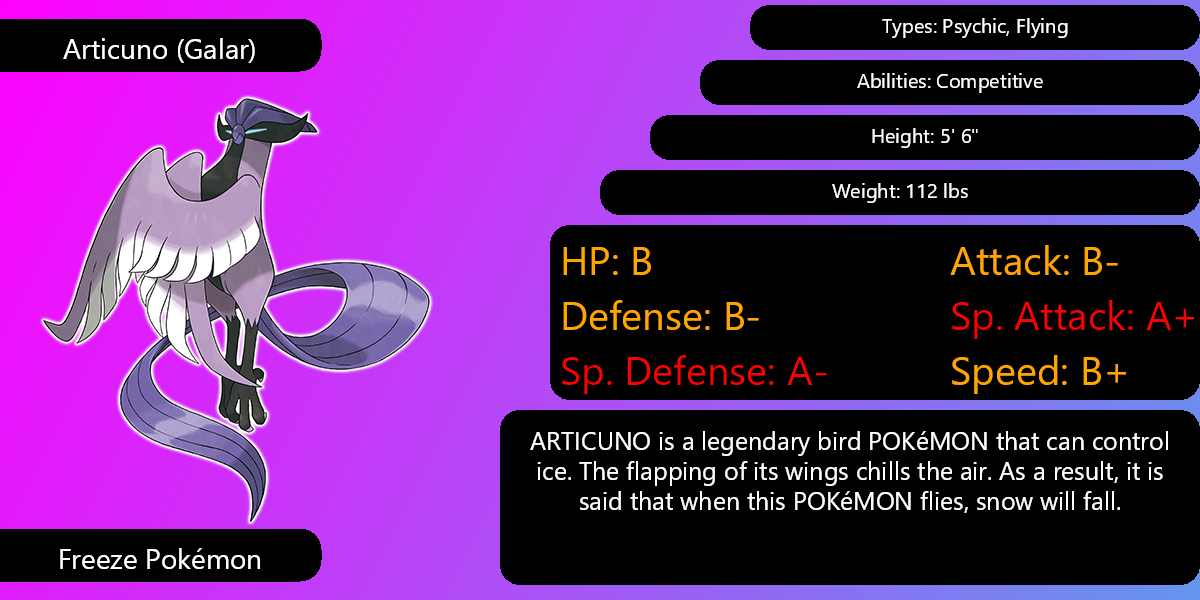 Articuno (Galar)
Types: Psychic, Flying
Abilities: Competitive
Height: 5' 6"
Weight: 112 lbs
HP: B
Attack: B-
Defense: B-
Sp. Attack: A+
Sp. Defense: A-
Speed: B+
ARTICUNO is a legendary bird POKéMON that can control
ice. The flapping of its wings chills the air. As a result, it is
said that when this POKéMON flies, snow will fall.
Freeze Pokémon